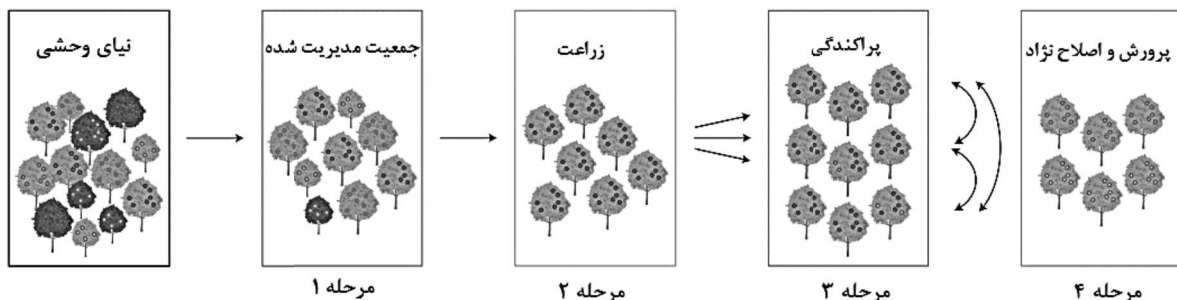 نیای وحشی
جمعیت مدیریت شده
زراعت
پراکندگی
پرورش و اصلاح نژاد
مرحله ۱
مرحله ۲
مرحله ۳
مرحله ۴